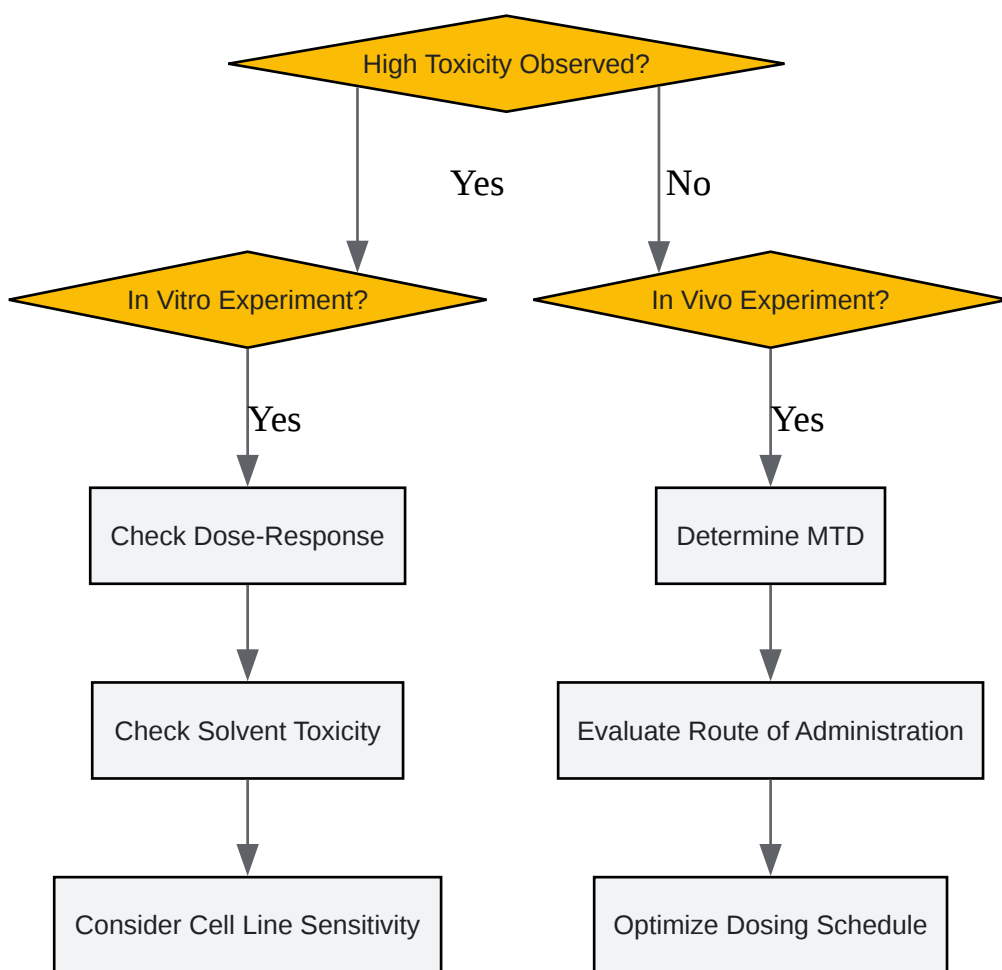 High Toxicity Observed?
Yes
No
In Vitro Experiment?
In Vivo Experiment?
Yes
Yes
Check Dose-Response
Determine MTD
Check Solvent Toxicity
Evaluate Route of Administration
Consider Cell Line Sensitivity
Optimize Dosing Schedule